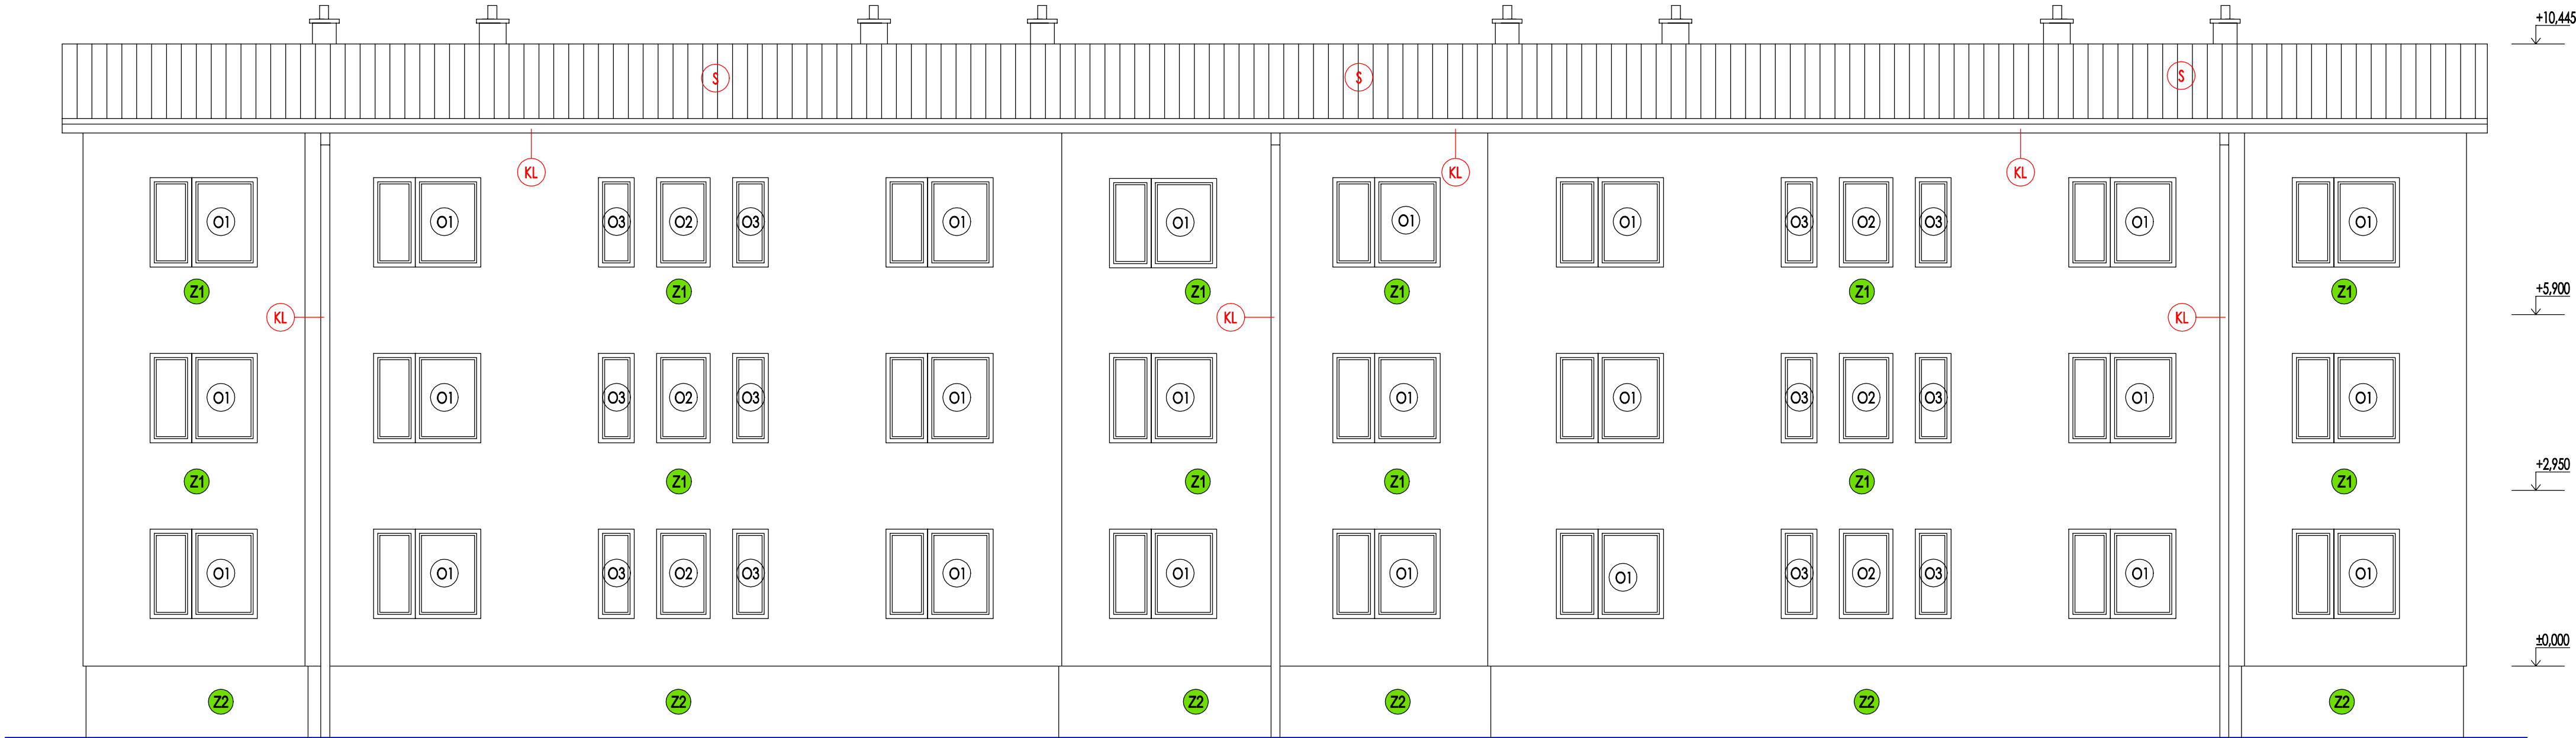 +10,445
S S S
KL KL KL
O1 O1 O3 O2 O3 O1 O1 O1 O1 O3 O2 O3 O1 O1
Z1 Z1 Z1 Z1 Z1 Z1
+5,900
KL KL KL
O1 O1 O3 O2 O3 O1 O1 O1 O1 O3 O2 O3 O1 O1
Z1 Z1 Z1 Z1 Z1 Z1
+2,950
O1 O1 O3 O2 O3 O1 O1 O1 O1 O3 O2 O3 O1 O1
±0,000
Z2 Z2 Z2 Z2 Z2 Z2